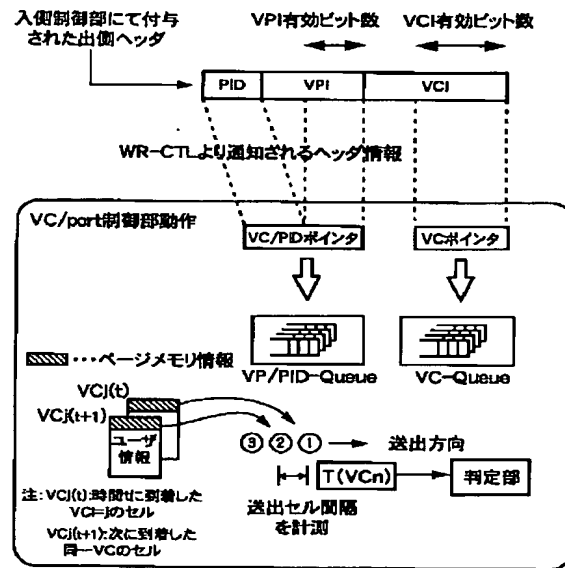 入側制御部にて付与
された出側ヘッダ
VPI有効ビット数
VCI有効ビット数
PID
VPI
VCI
WR-CTLより通知されるヘッダ情報
VC/port制御部動作
VC/PIDポインタ
VCポインタ
VP/PID-Queue
VC-Queue
・・・ページメモリ情報
VCj(t)
VCj(t+1)
ユーザ
情報
③ ② ①
送出方向
T(VCn)
判定部
送出セル間隔
を計測
注:VCj(t):時間tに到着した
VCI=jのセル
VCj(t+1):次に到着した
同一VCのセル